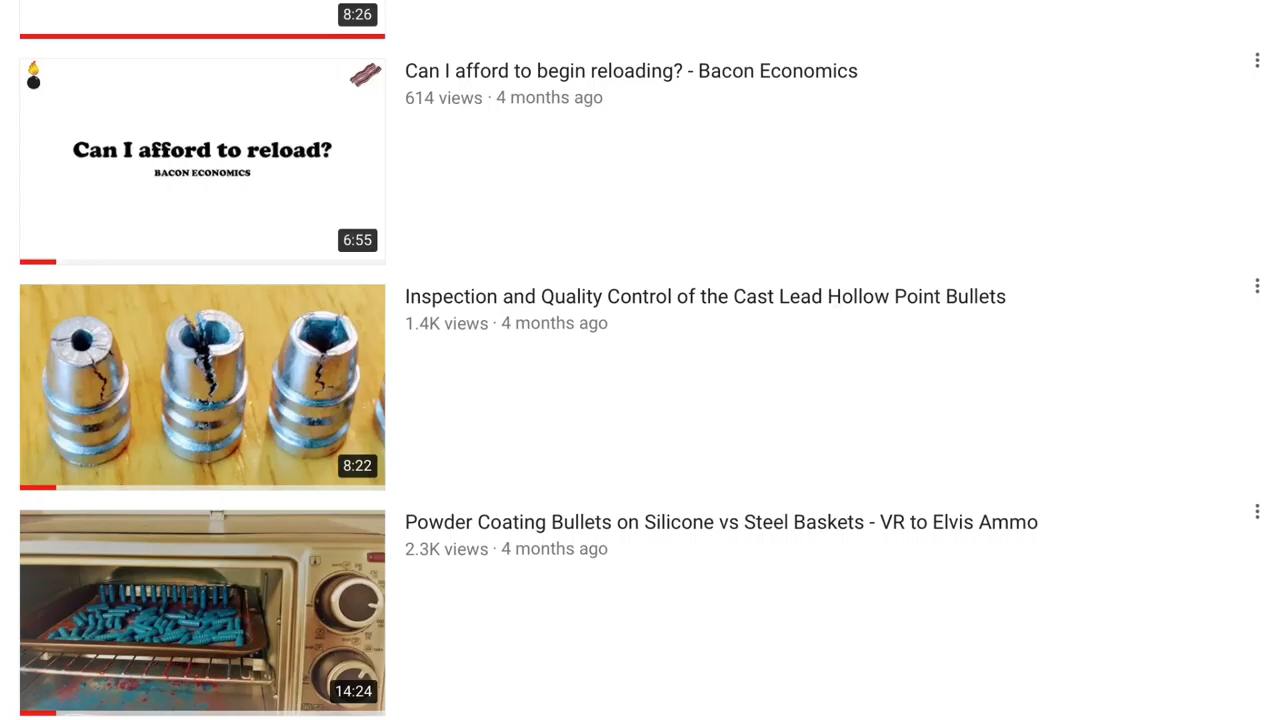 8:26
Can I afford to begin reloading? - Bacon Economics
614 views · 4 months ago
Can I afford to reload?
BACON ECONOMICS
6:55
Inspection and Quality Control of the Cast Lead Hollow Point Bullets
1.4K views · 4 months ago
8:22
Powder Coating Bullets on Silicone vs Steel Baskets - VR to Elvis Ammo
2.3K views · 4 months ago
14:24